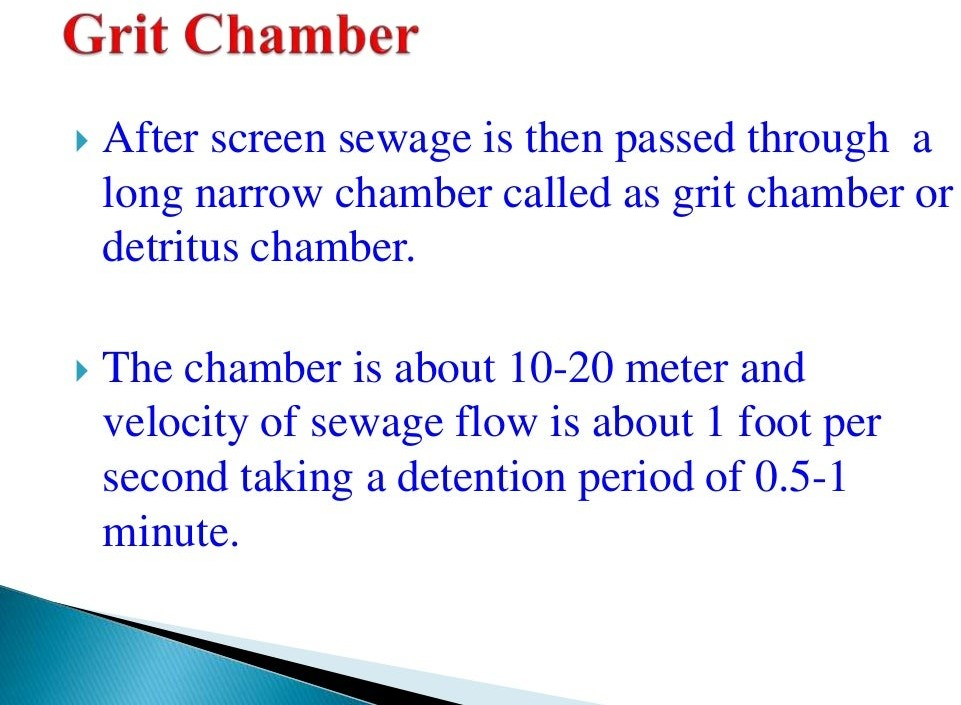 Grit Chamber
After screen sewage is then passed through a
long narrow chamber called as grit chamber or
detritus chamber.
The chamber is about 10-20 meter and
velocity of sewage flow is about 1 foot per
second taking a detention period of 0.5-1
minute.